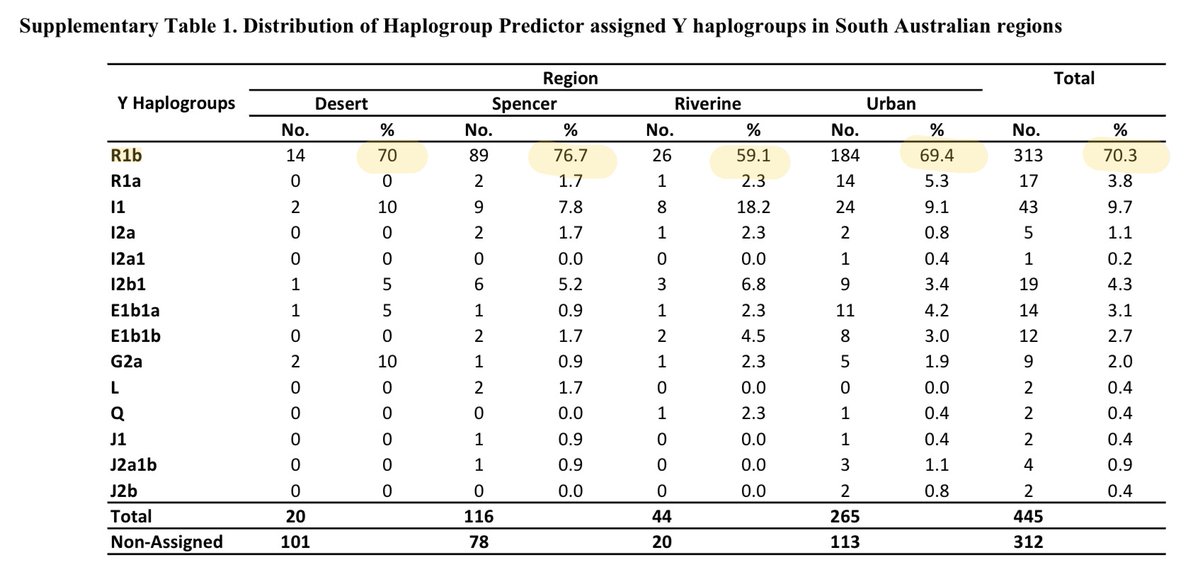 Supplementary Table 1. Distribution of Haplogroup Predictor assigned Y haplogroups in South Australian regions
Region Total
Y Haplogroups Desert Spencer Riverine Urban
No. % No. % No. % No. % No. %
R1b 14 70 89 76.7 26 59.1 184 69.4 313 70.3
R1a 0 0 2 1.7 1 2.3 14 5.3 17 3.8
I1 2 10 9 7.8 8 18.2 24 9.1 43 9.7
I2a 0 0 2 1.7 1 2.3 2 0.8 5 1.1
I2a1 0 0 0 0.0 0 0.0 1 0.4 1 0.2
I2b1 1 5 6 5.2 3 6.8 9 3.4 19 4.3
E1b1a 1 5 1 0.9 1 2.3 11 4.2 14 3.1
E1b1b 0 0 2 1.7 2 4.5 8 3.0 12 2.7
G2a 2 10 1 0.9 1 2.3 5 1.9 9 2.0
L 0 0 2 1.7 0 0.0 0 0.0 2 0.4
Q 0 0 0 0.0 1 2.3 1 0.4 2 0.4
J1 0 0 1 0.9 0 0.0 1 0.4 2 0.4
J2a1b 0 0 1 0.9 0 0.0 3 1.1 4 0.9
J2b 0 0 0 0.0 0 0.0 2 0.8 2 0.4
Total 20 116 44 265 445
Non-Assigned 101 78 20 113 312